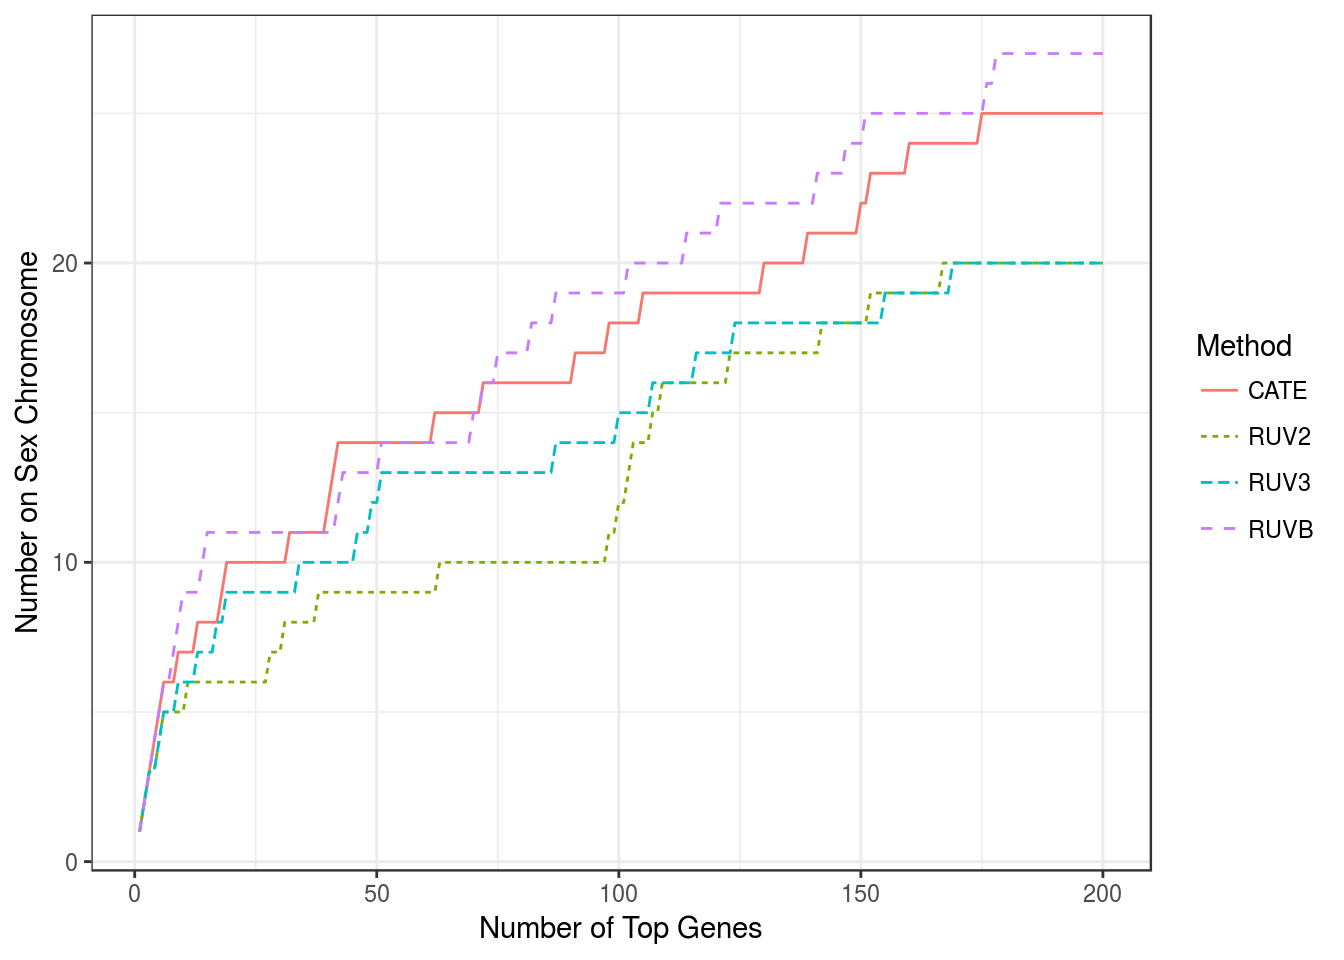 Number on Sex Chromosome
20
10
0
0 50 100 150 200
Number of Top Genes
Method
CATE
RUV2
RUV3
RUVB